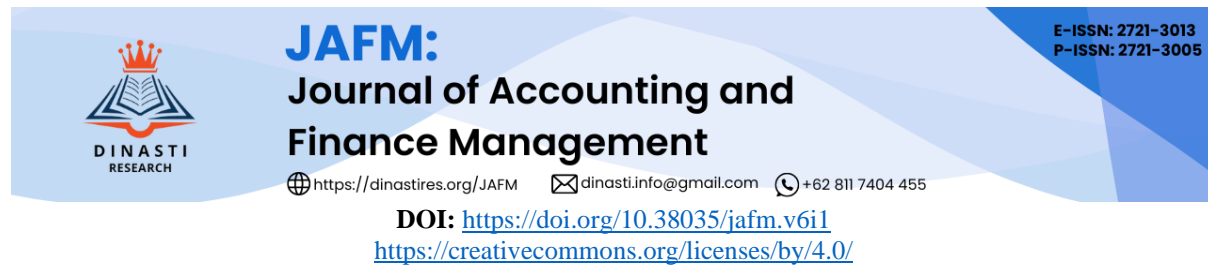 E-ISSN: 2721-3013
P-ISSN: 2721-3005
JAFM:
Journal of Accounting and
Finance Management
DINASTI
RESEARCH
https://dinastires.org/JAFM dinasti.info@gmail.com +62 811 7404 455
DOI: https://doi.org/10.38035/jafm.v6i1
https://creativecommons.org/licenses/by/4.0/